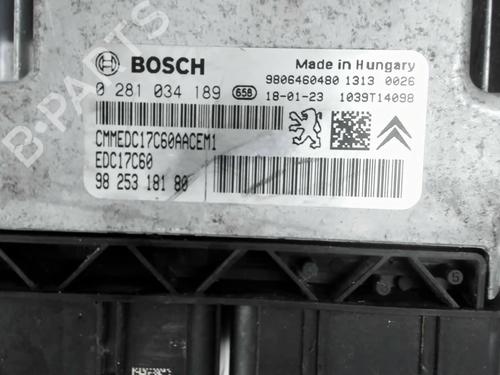 BOSCH
Made in Hungary
9806460480 1313 0026
0 281 034 189 658 18-01-23 1039T14098
CMMEDC17C60AACEM1
EDC17C60
98 253 181 80
B-PARTS